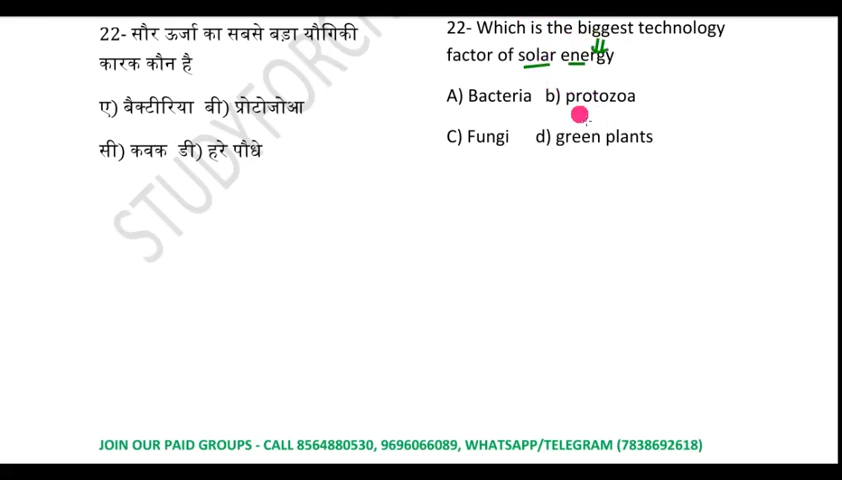 22- सौर ऊर्जा का सबसे बड़ा यौगिकी
कारक कौन है
ए) बैक्टीरिया बी) प्रोटोजोआ
सी) कवक डी) हरे पौधे
22- Which is the biggest technology
factor of solar energy
A) Bacteria b) protozoa
C) Fungi d) green plants
JOIN OUR PAID GROUPS - CALL 8564880530, 9696066089, WHATSAPP/TELEGRAM (7838692618)